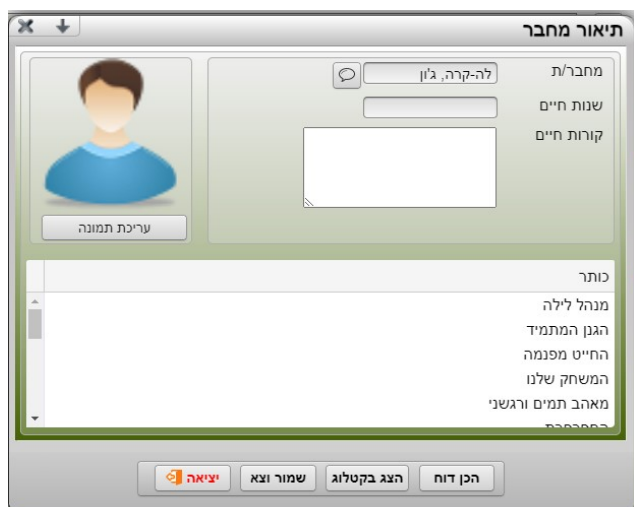 תיאור מחבר
מחבר/ת
לה-קרה, ג'ון
שנות חיים
קורות חיים
עריכת תמונה
כותר
מנהל לילה
הגנן המתמיד
החייט מפנמה
המשחק שלנו
מאהב תמים ורגשני
הכן דוח
הצג בקטלוג
שמור וצא
יציאה